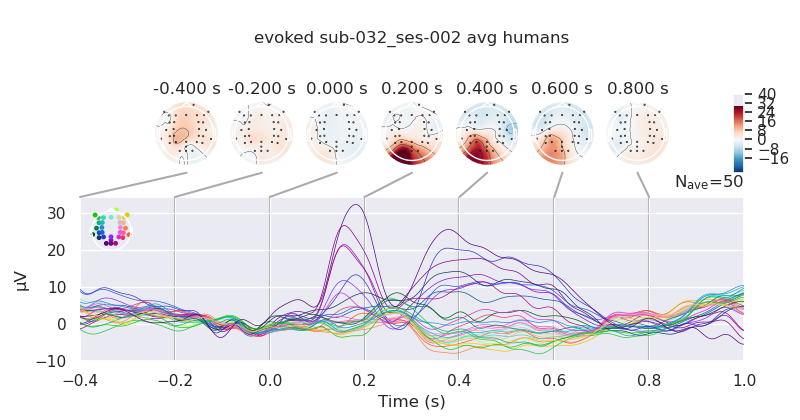 evoked sub-032_ses-002 avg humans
-0.400 s -0.200 s 0.000 s 0.200 s 0.400 s 0.600 s 0.800 s
40
32
24
16
8
0
−8
−16
Nave=50
30
20
10
0
−10
µV
−0.4 −0.2 0.0 0.2 0.4 0.6 0.8 1.0
Time (s)